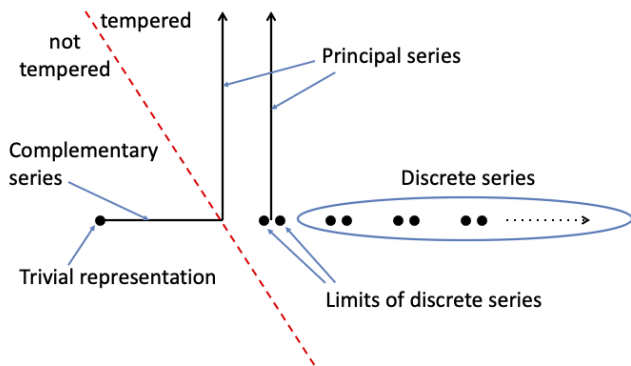 tempered
not
tempered
Principal series
Complementary
series
Discrete series
Trivial representation
Limits of discrete series